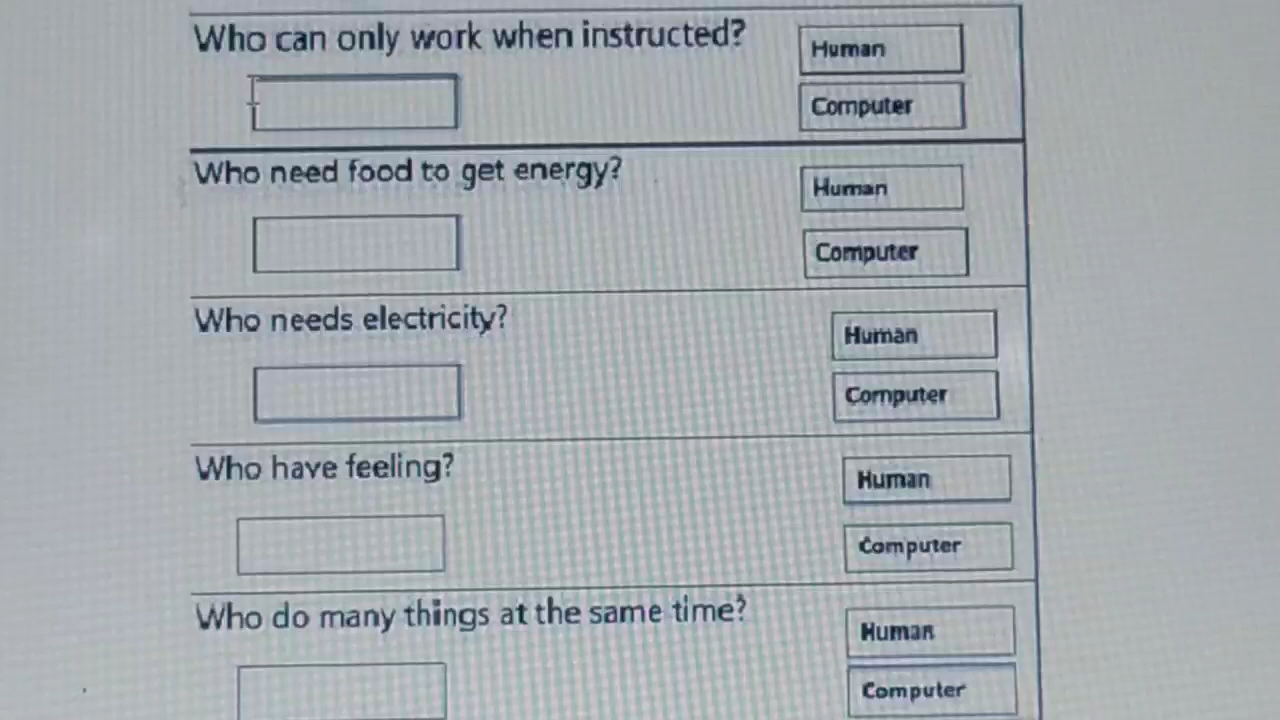 Who can only work when instructed?
Human
Computer
Who need food to get energy?
Human
Computer
Who needs electricity?
Human
Computer
Who have feeling?
Human
Computer
Who do many things at the same time?
Human
Computer